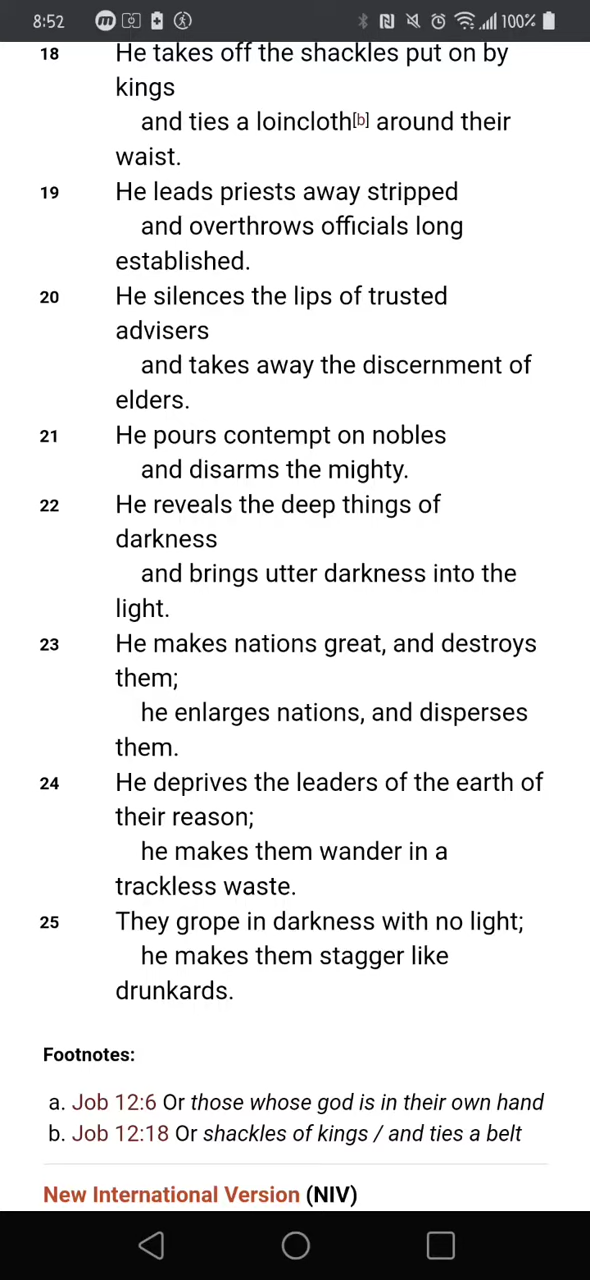 8:52 100%
18 He takes off the shackles put on by
kings
and ties a loincloth[b] around their
waist.
19 He leads priests away stripped
and overthrows officials long
established.
20 He silences the lips of trusted
advisers
and takes away the discernment of
elders.
21 He pours contempt on nobles
and disarms the mighty.
22 He reveals the deep things of
darkness
and brings utter darkness into the
light.
23 He makes nations great, and destroys
them;
he enlarges nations, and disperses
them.
24 He deprives the leaders of the earth of
their reason;
he makes them wander in a
trackless waste.
25 They grope in darkness with no light;
he makes them stagger like
drunkards.
Footnotes:
a. Job 12:6 Or those whose god is in their own hand
b. Job 12:18 Or shackles of kings / and ties a belt
New International Version (NIV)